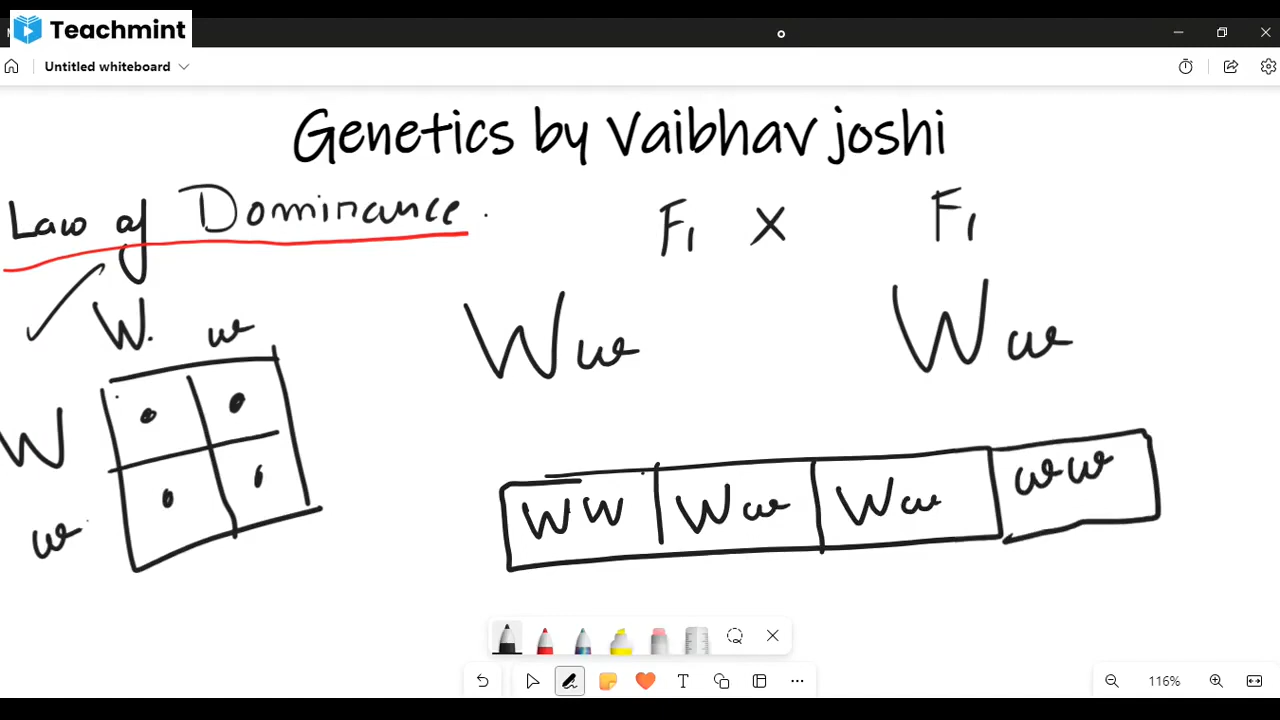 Teachmint
Untitled whiteboard
Genetics by Vaibhav joshi
Law of Dominance.
F1 X F1
W. w
Ww Ww
W
w
WW Ww Ww ww
116%